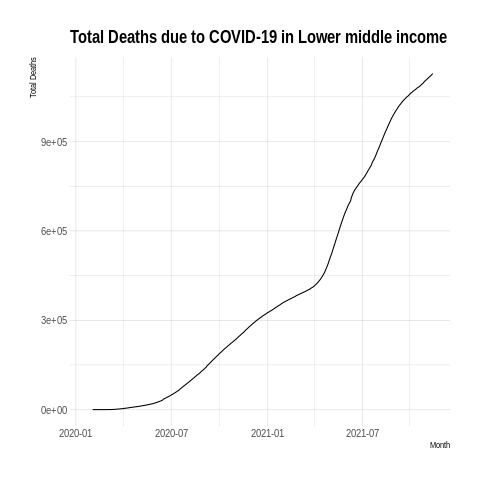 Total Deaths due to COVID-19 in Lower middle income
Total Deaths
9e+05
6e+05
3e+05
0e+00
2020-01 2020-07 2021-01 2021-07
Month